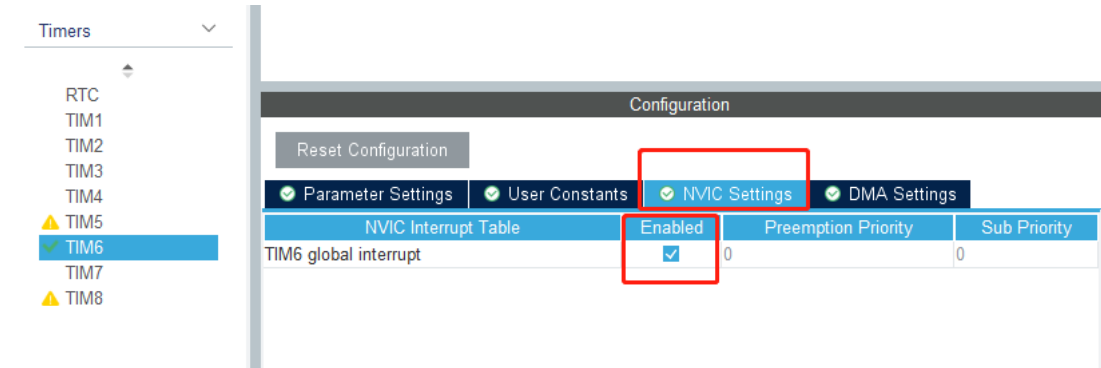 Timers
RTC
TIM1
TIM2
TIM3
TIM4
TIM5
TIM6
TIM7
TIM8
Configuration
Reset Configuration
Parameter Settings User Constants NVIC Settings DMA Settings
NVIC Interrupt Table Enabled Preemption Priority Sub Priority
TIM6 global interrupt 0 0